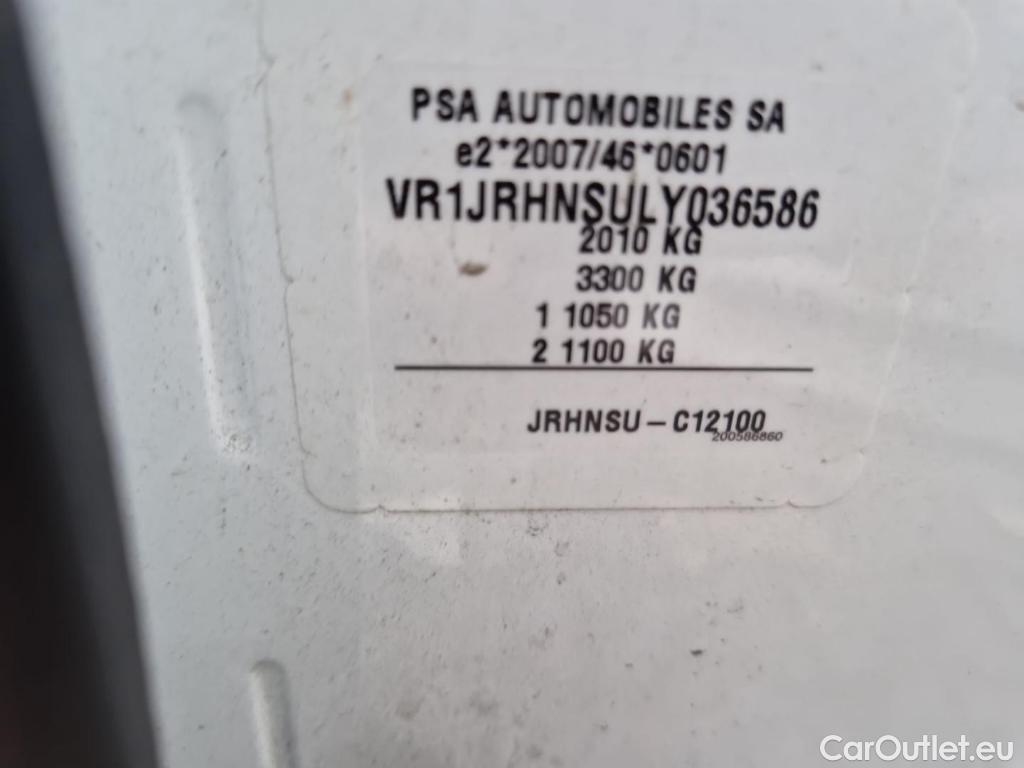 PSA AUTOMOBILES SA
e2*2007/46*0601
VR1JRHNSULY036586
2010 KG
3300 KG
1 1050 KG
2 1100 KG
JRHNSU - C12100
200586860
CarOutlet.eu